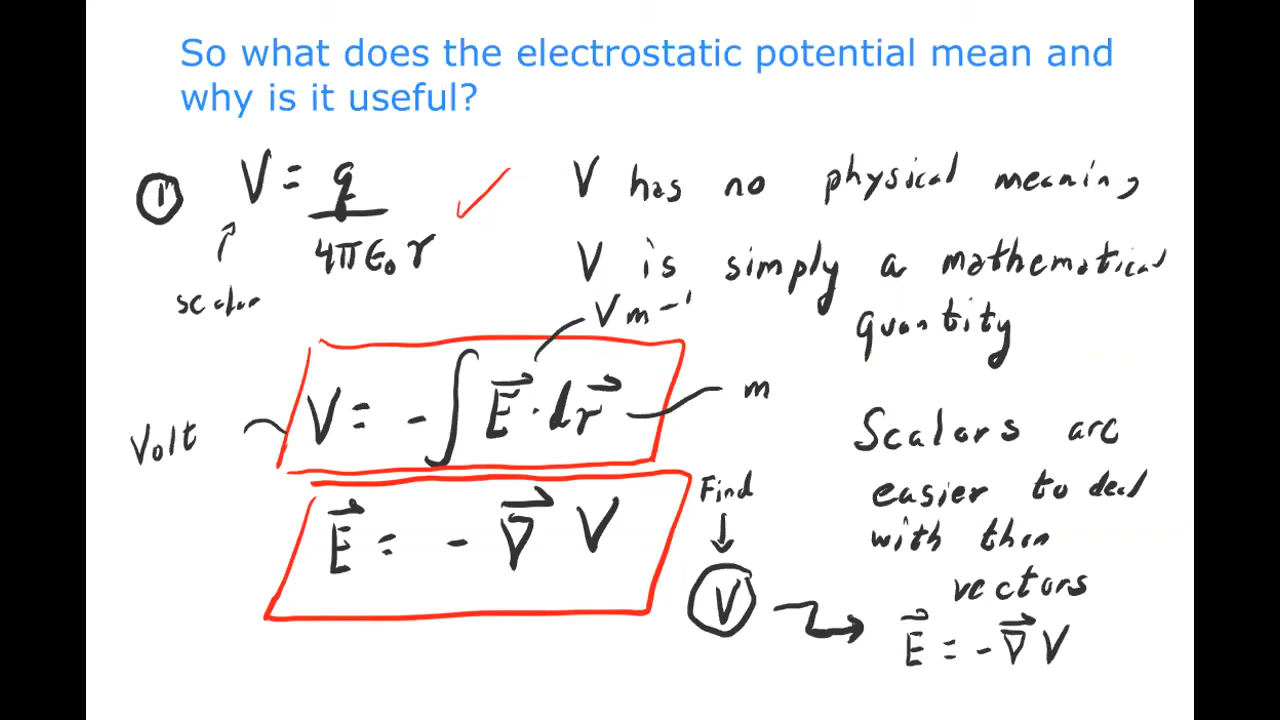 So what does the electrostatic potential mean and
why is it useful?
① V = q / 4πϵ₀ r
scalar
V has no physical meaning
V is simply a mathematical
quantity
V m⁻¹
V = - ∫ E⃗ · dr⃗
m
Volt
E⃗ = - ∇⃗ V
Scalars are
easier to deal
with than
vectors
Find
V
E⃗ = - ∇⃗ V